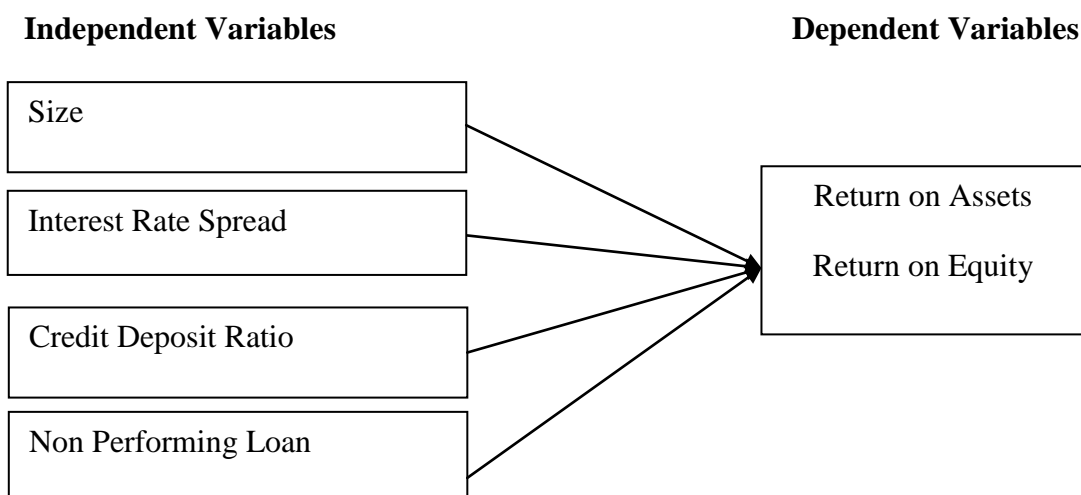 Independent Variables
Dependent Variables
Size
Interest Rate Spread
Credit Deposit Ratio
Non Performing Loan
Return on Assets
Return on Equity